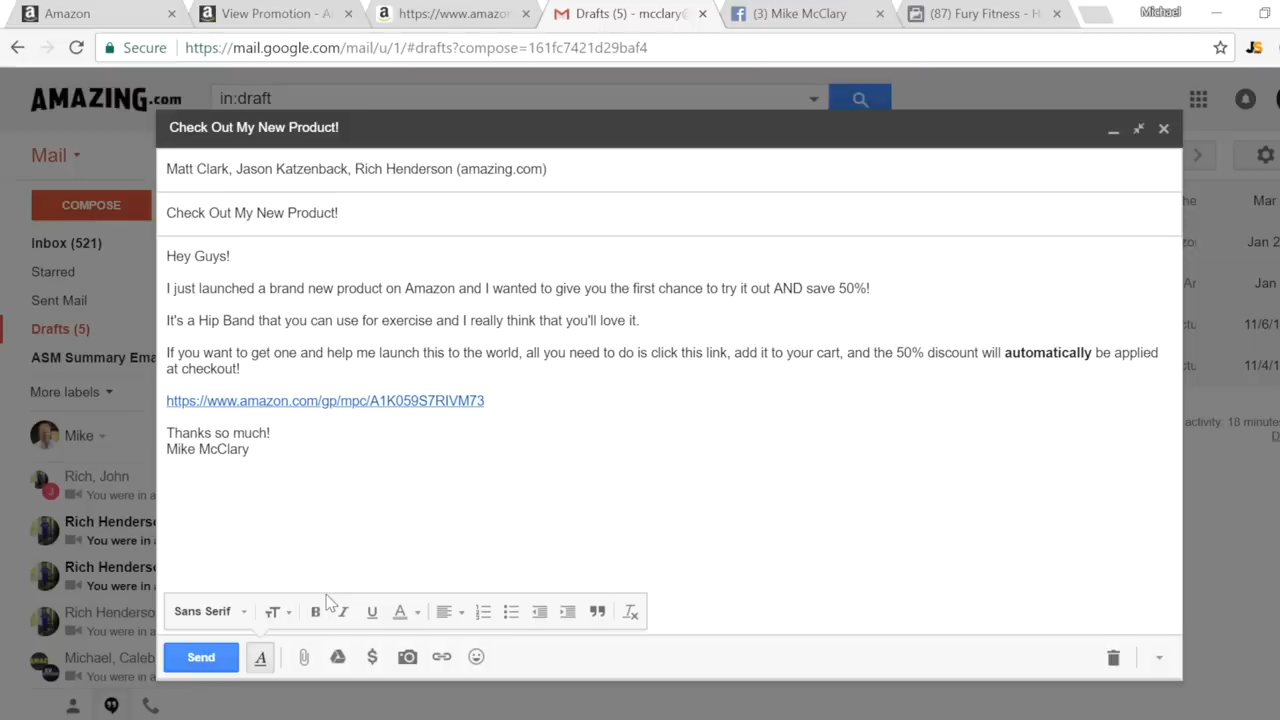 Amazon
View Promotion - A
https://www.amazon
Drafts (5) - mcclary@
(3) Mike McClary
(87) Fury Fitness - H
Michael
Secure
https://mail.google.com/mail/u/1/#drafts?compose=161fc7421d29baf4
JS
AMAZING.com
in:draft
Check Out My New Product!
Mail
Matt Clark, Jason Katzenback, Rich Henderson (amazing.com)
COMPOSE
Check Out My New Product!
Inbox (521)
Starred
Sent Mail
Drafts (5)
ASM Summary Ema
More labels
Hey Guys!
I just launched a brand new product on Amazon and I wanted to give you the first chance to try it out AND save 50%!
It's a Hip Band that you can use for exercise and I really think that you'll love it.
If you want to get one and help me launch this to the world, all you need to do is click this link, add it to your cart, and the 50% discount will automatically be applied
at checkout!
https://www.amazon.com/gp/mpc/A1K059S7RIVM73
Thanks so much!
Mike McClary
Mike
Rich, John
You were in a
Rich Henderso
You were in a
Rich Henderso
You were in a
Rich Henderso
You were in a
Michael, Caleb
You were in a
he Mar
zo Jan 2
Ar Jan
ctu 11/6/1
ctu 11/4/1
activity: 18 minute
D
Sans Serif
Send